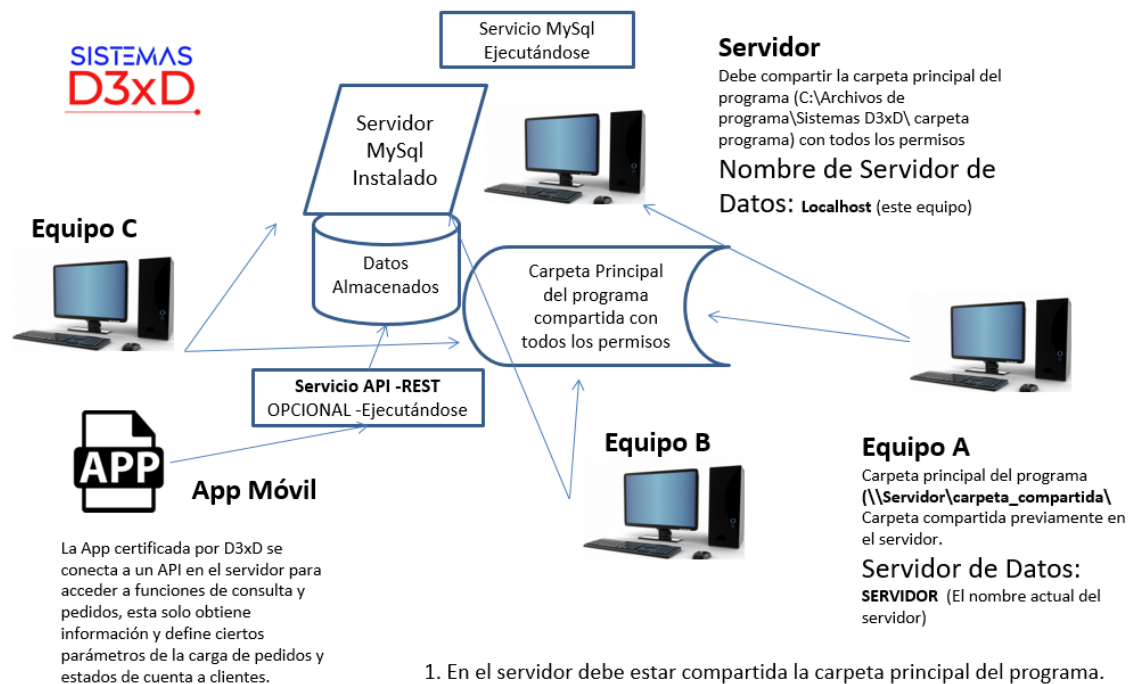 SISTEMAS
D3xD
Servicio MySql
Ejecutándose
Servidor
MySql
Instalado
Servidor
Debe compartir la carpeta principal del
programa (C:\Archivos de
programa\Sistemas D3xD\ carpeta
programa) con todos los permisos
Nombre de Servidor de
Datos: Localhost (este equipo)
Equipo C
Datos
Almacenados
Carpeta Principal
del programa
compartida con
todos los permisos
Servicio API -REST
OPCIONAL -Ejecutándose
APP
App Móvil
La App certificada por D3xD se
conecta a un API en el servidor para
acceder a funciones de consulta y
pedidos, esta solo obtiene
información y define ciertos
parámetros de la carga de pedidos y
estados de cuenta a clientes.
Equipo B
Equipo A
Carpeta principal del programa
(\\Servidor\carpeta_compartida\
Carpeta compartida previamente en
el servidor.
Servidor de Datos:
SERVIDOR (El nombre actual del
servidor)
1. En el servidor debe estar compartida la carpeta principal del programa.